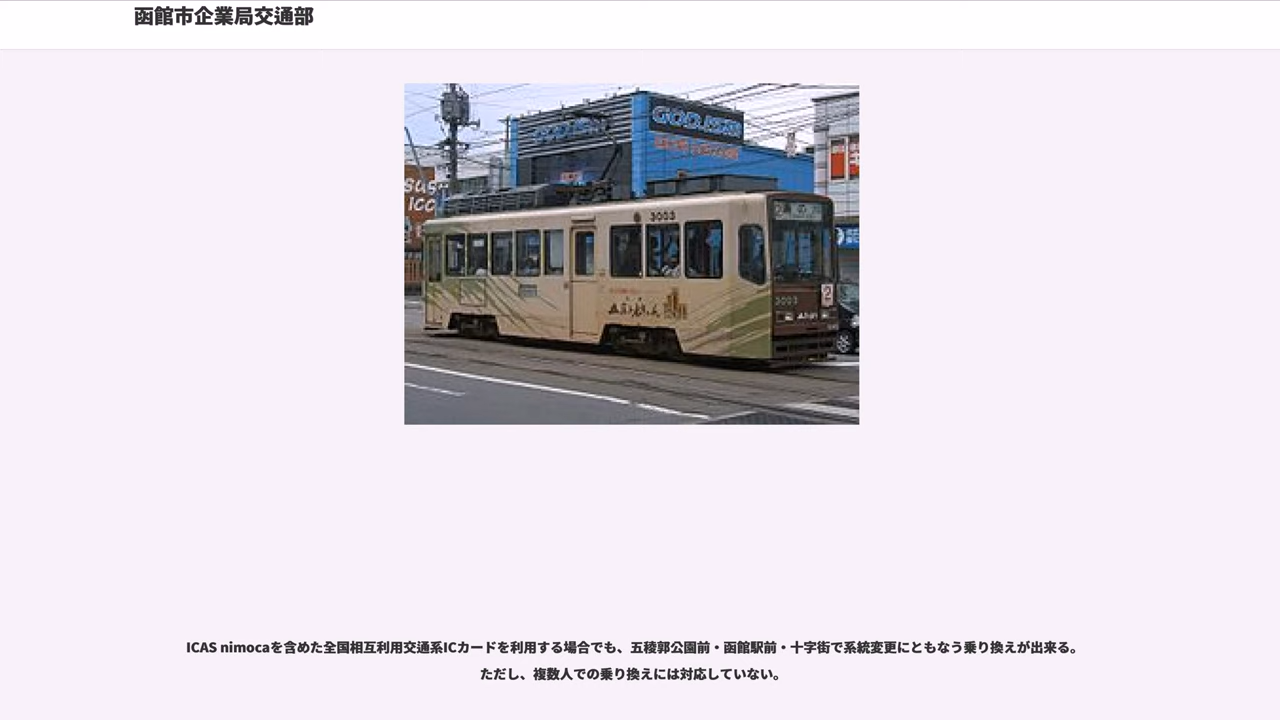 函館市企業局交通部
3003
3003
2
ICAS nimocaを含めた全国相互利用交通系ICカードを利用する場合でも、五稜郭公園前・函館駅前・十字街で系統変更にともなう乗り換えが出来る。
ただし、複数人での乗り換えには対応していない。